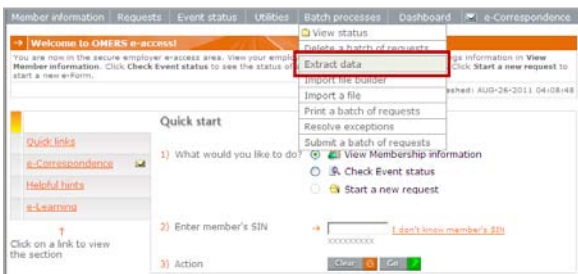 Member information Requests Event status Utilities Batch processes Dashboard e-Correspondence
View status
Welcome to OMERS e-access!
Delete a batch of requests
You are now in the secure employer e-access area. View your employ gs information in View
Extract data
Member information. Click Check Event status to see the status of Click Start a new request to
start a new e-Form.
Import file builder
Import a file
shed: AUG-26-2011 04:08:48
Print a batch of requests
Quick start
Resolve exceptions
Submit a batch of requests
Quick links
1) What would you like to do? View Membership information
e-Correspondence
Check Event status
Helpful hints
Start a new request
e-Learning
2) Enter member's SIN I don't know member's SIN
XXXXXXXXX
Click on a link to view
the section
3) Action Clear Go